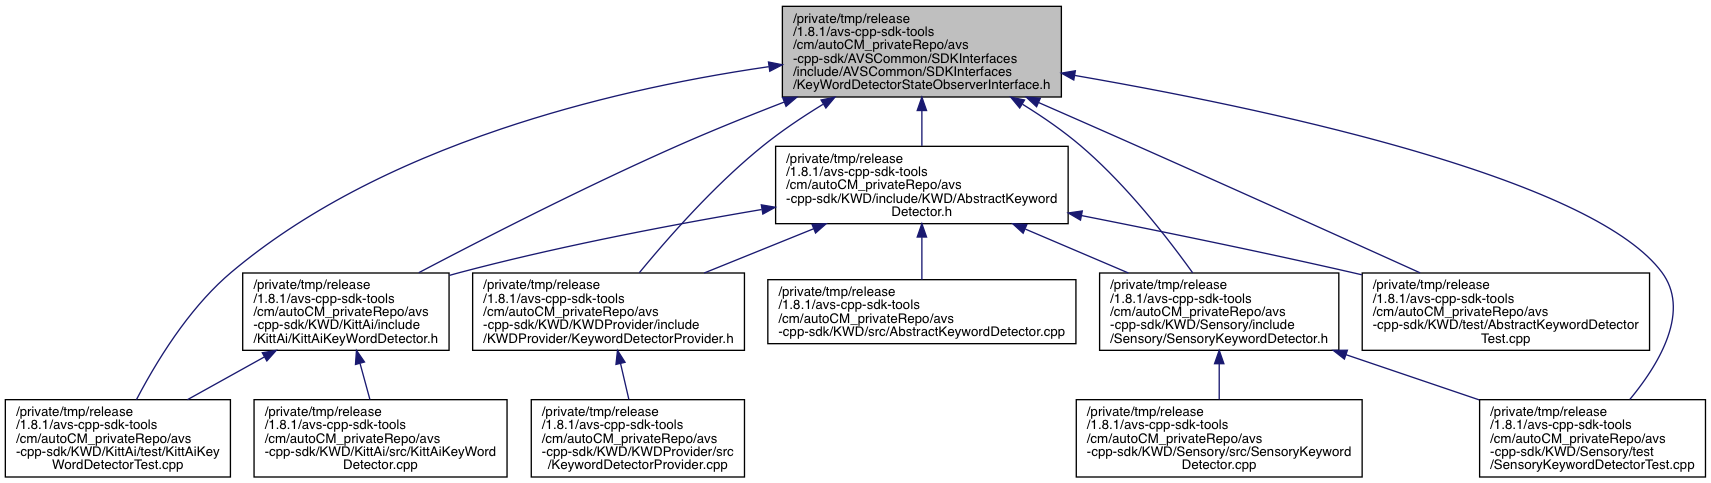 /private/tmp/release
/1.8.1/avs-cpp-sdk-tools
/cm/autoCM_privateRepo/avs
-cpp-sdk/AVSCommon/SDKInterfaces
/include/AVSCommon/SDKInterfaces
/KeyWordDetectorStateObserverInterface.h
/private/tmp/release
/1.8.1/avs-cpp-sdk-tools
/cm/autoCM_privateRepo/avs
-cpp-sdk/KWD/include/KWD/AbstractKeyword
Detector.h
/private/tmp/release
/1.8.1/avs-cpp-sdk-tools
/cm/autoCM_privateRepo/avs
-cpp-sdk/KWD/KittAi/include
/KittAi/KittAiKeyWordDetector.h
/private/tmp/release
/1.8.1/avs-cpp-sdk-tools
/cm/autoCM_privateRepo/avs
-cpp-sdk/KWD/KWDProvider/include
/KWDProvider/KeywordDetectorProvider.h
/private/tmp/release
/1.8.1/avs-cpp-sdk-tools
/cm/autoCM_privateRepo/avs
-cpp-sdk/KWD/src/AbstractKeywordDetector.cpp
/private/tmp/release
/1.8.1/avs-cpp-sdk-tools
/cm/autoCM_privateRepo/avs
-cpp-sdk/KWD/Sensory/include
/Sensory/SensoryKeywordDetector.h
/private/tmp/release
/1.8.1/avs-cpp-sdk-tools
/cm/autoCM_privateRepo/avs
-cpp-sdk/KWD/test/AbstractKeywordDetector
Test.cpp
/private/tmp/release
/1.8.1/avs-cpp-sdk-tools
/cm/autoCM_privateRepo/avs
-cpp-sdk/KWD/KittAi/test/KittAiKey
WordDetectorTest.cpp
/private/tmp/release
/1.8.1/avs-cpp-sdk-tools
/cm/autoCM_privateRepo/avs
-cpp-sdk/KWD/KittAi/src/KittAiKeyWord
Detector.cpp
/private/tmp/release
/1.8.1/avs-cpp-sdk-tools
/cm/autoCM_privateRepo/avs
-cpp-sdk/KWD/KWDProvider/src
/KeywordDetectorProvider.cpp
/private/tmp/release
/1.8.1/avs-cpp-sdk-tools
/cm/autoCM_privateRepo/avs
-cpp-sdk/KWD/Sensory/src/SensoryKeyword
Detector.cpp
/private/tmp/release
/1.8.1/avs-cpp-sdk-tools
/cm/autoCM_privateRepo/avs
-cpp-sdk/KWD/Sensory/test
/SensoryKeywordDetectorTest.cpp